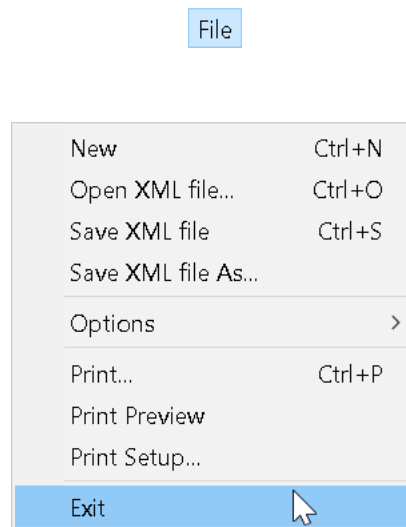 File
New Ctrl+N
Open XML file... Ctrl+O
Save XML file Ctrl+S
Save XML file As...
Options
Print... Ctrl+P
Print Preview
Print Setup...
Exit